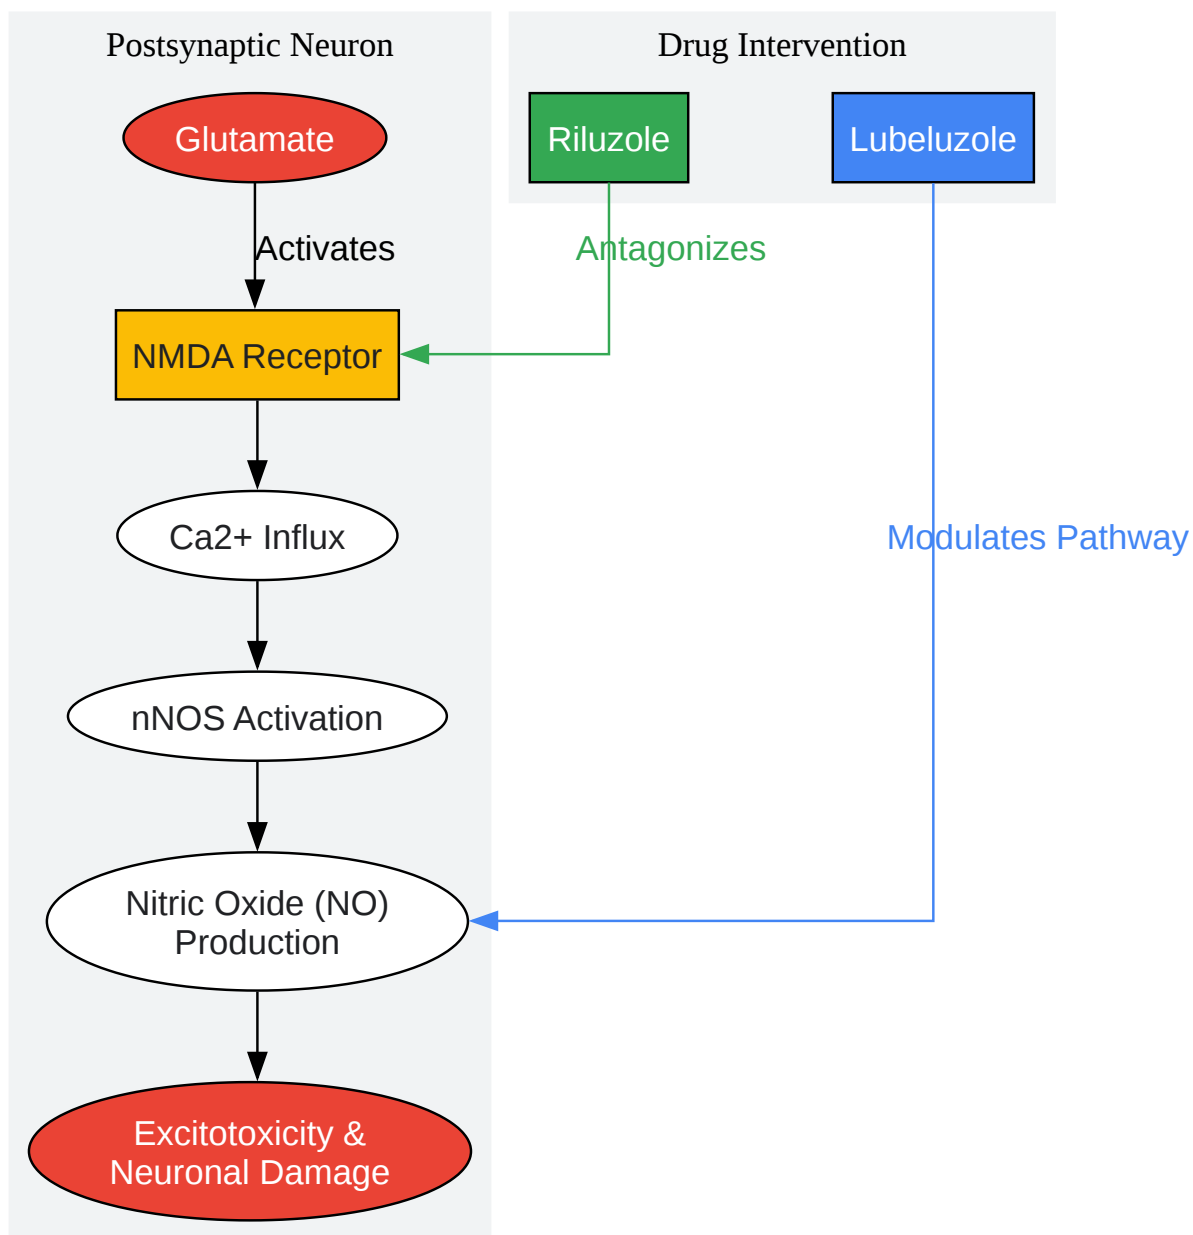 Postsynaptic Neuron
Drug Intervention
Glutamate
Riluzole
Lubeluzole
Activates
Antagonizes
NMDA Receptor
Ca2+ Influx
Modulates Pathway
nNOS Activation
Nitric Oxide (NO)
Production
Excitotoxicity &
Neuronal Damage